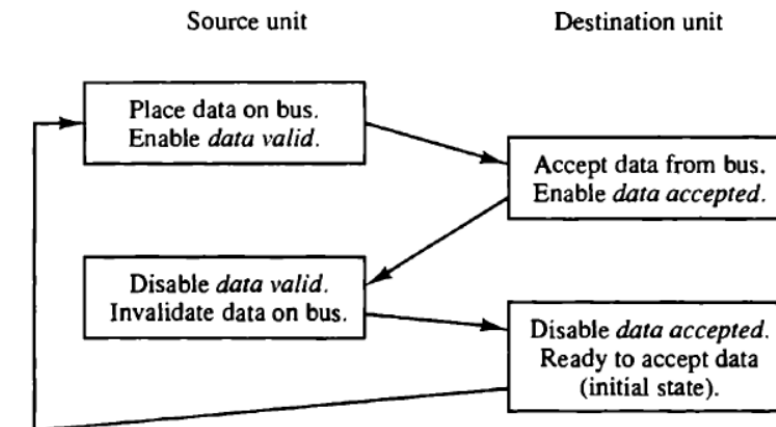 Source unit
Destination unit
Place data on bus.
Enable data valid.
Accept data from bus.
Enable data accepted.
Disable data valid.
Invalidate data on bus.
Disable data accepted.
Ready to accept data
(initial state).